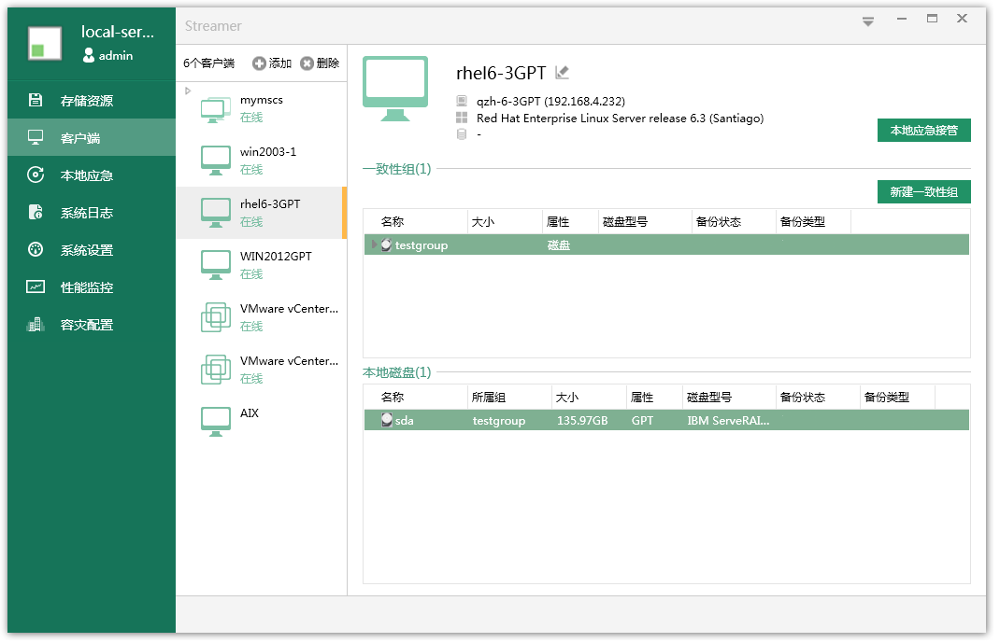 local-ser...
admin
存储资源
客户端
本地应急
系统日志
系统设置
性能监控
容灾配置
Streamer
6个客户端 添加 删除
mymscs
在线
win2003-1
在线
rhel6-3GPT
在线
WIN2012GPT
在线
VMware vCenter...
在线
VMware vCenter...
在线
AIX
rhel6-3GPT
qzh-6-3GPT (192.168.4.232)
Red Hat Enterprise Linux Server release 6.3 (Santiago)
-
本地应急接管
一致性组(1)
新建一致性组
名称 大小 属性 磁盘型号 备份状态 备份类型
testgroup 磁盘
本地磁盘(1)
名称 所属组 大小 属性 磁盘型号 备份状态 备份类型
sda testgroup 135.97GB GPT IBM ServeRAI...